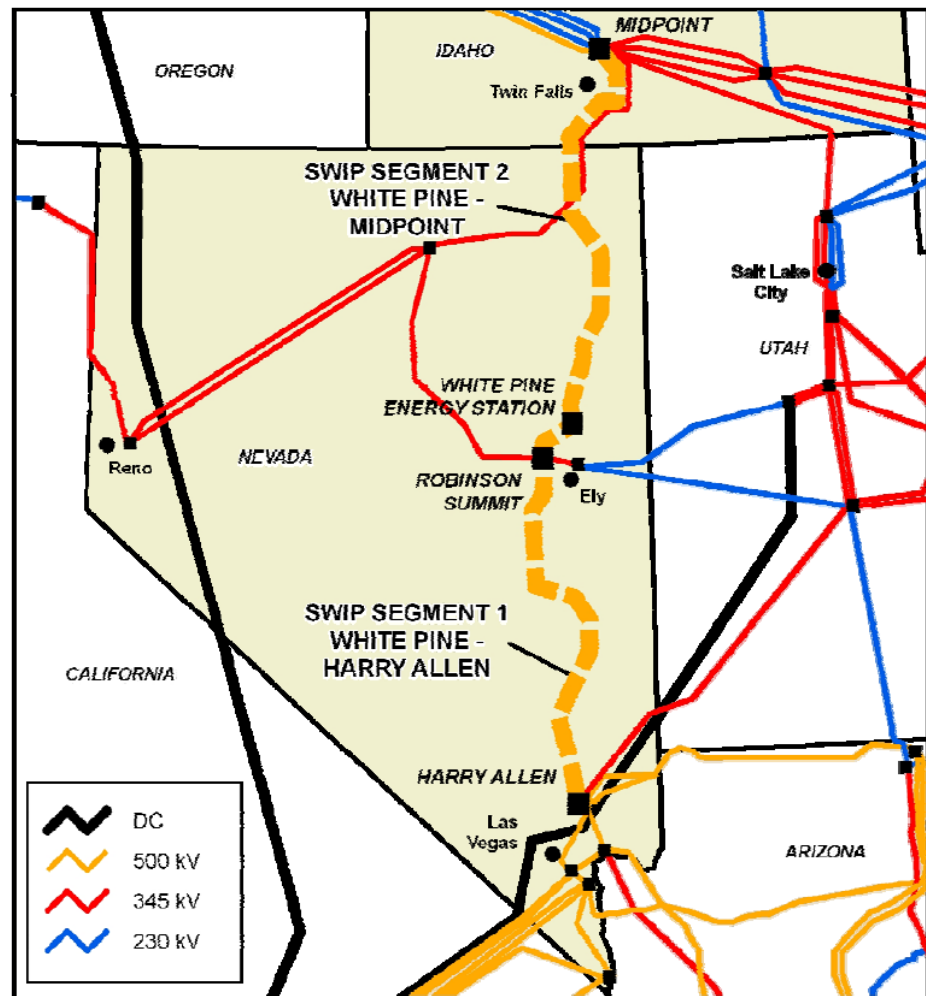 MIDPOINT
IDAHO
OREGON
Twin Falls
SWIP SEGMENT 2
WHITE PINE -
MIDPOINT
Salt Lake
City
UTAH
WHITE PINE
ENERGY STATION
Reno
NEVADA
ROBINSON
SUMMIT
Ely
SWIP SEGMENT 1
WHITE PINE -
HARRY ALLEN
CALIFORNIA
HARRY ALLEN
Las
Vegas
ARIZONA
DC
500 kV
345 kV
230 kV